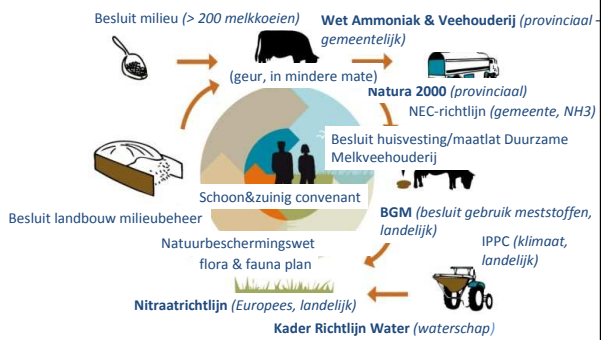 Besluit milieu (> 200 melkkoeien)
Wet Ammoniak & Veehouderij (provinciaal -
gemeentelijk)
(geur, in mindere mate)
Natura 2000 (provinciaal)
NEC-richtlijn (gemeente, NH3)
Besluit huisvesting/maatlat Duurzame
Melkveehouderij
Schoon&zuinig convenant
Besluit landbouw milieubeheer
BGM (besluit gebruik meststoffen,
landelijk)
Natuurbeschermingswet
flora & fauna plan
IPPC (klimaat,
landelijk)
Nitraatrichtlijn (Europees, landelijk)
Kader Richtlijn Water (waterschap)